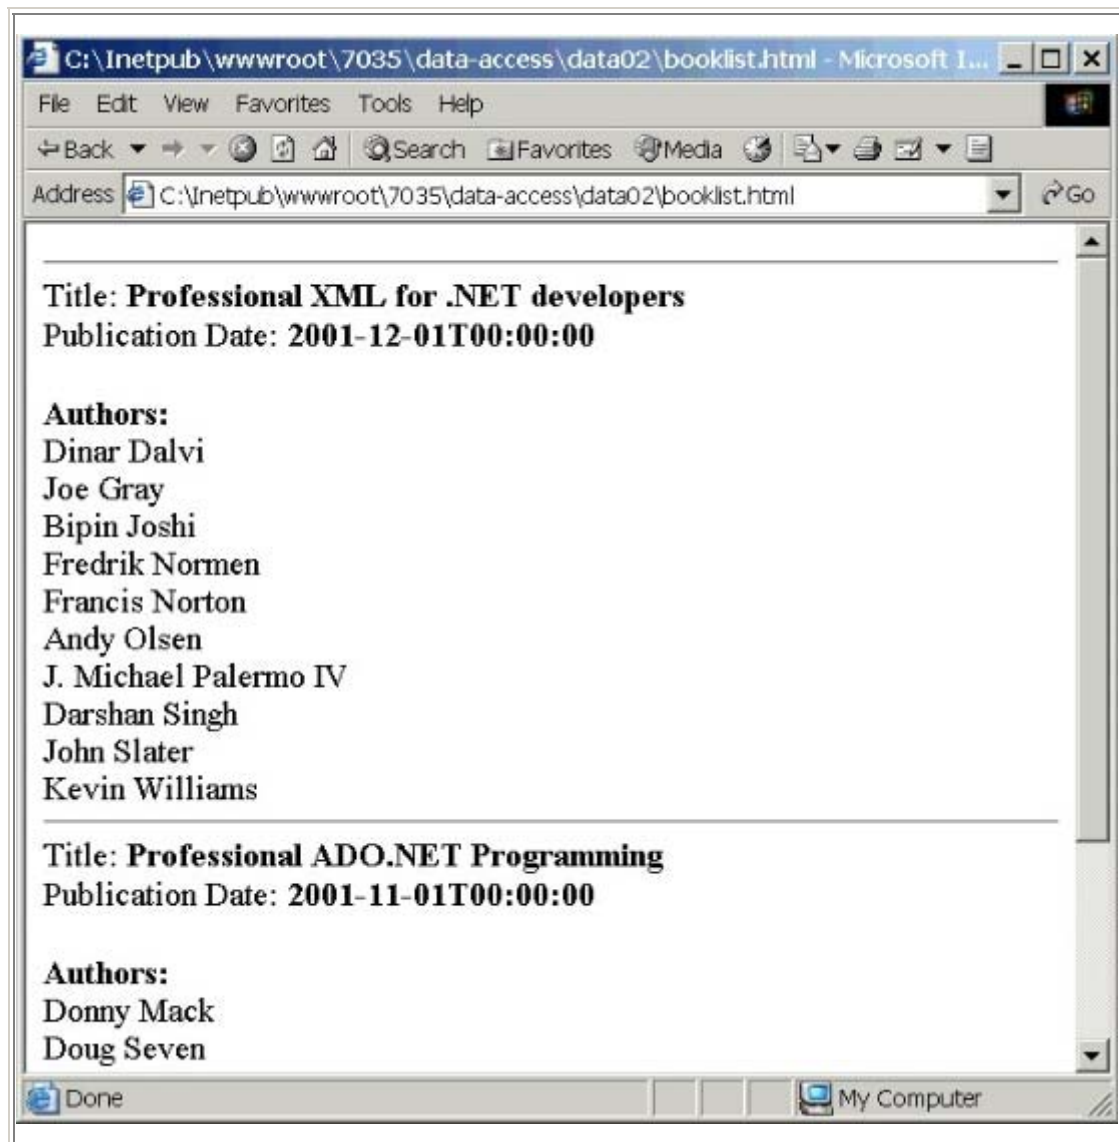 C:\Inetpub\wwwroot\7035\data-access\data02\booklist.html - Microsoft I...
File Edit View Favorites Tools Help
Back Search Favorites Media
Address C:\Inetpub\wwwroot\7035\data-access\data02\booklist.html Go
Title: Professional XML for .NET developers
Publication Date: 2001-12-01T00:00:00
Authors:
Dinar Dalvi
Joe Gray
Bipin Joshi
Fredrik Normen
Francis Norton
Andy Olsen
J. Michael Palermo IV
Darshan Singh
John Slater
Kevin Williams
Title: Professional ADO.NET Programming
Publication Date: 2001-11-01T00:00:00
Authors:
Donny Mack
Doug Seven
Done My Computer